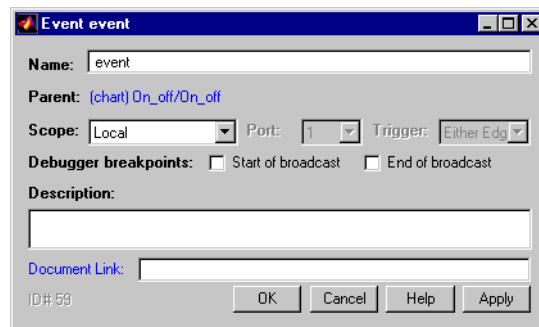 Event event
Name: event
Parent: (chart) On_off/On_off
Scope: Local Port: 1 Trigger: Either Edg
Debugger breakpoints: Start of broadcast End of broadcast
Description:
Document Link:
ID# 59 OK Cancel Help Apply